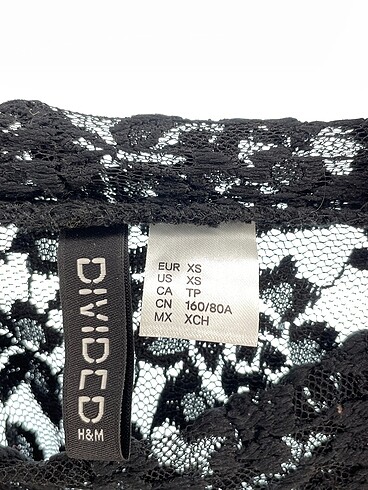 DIVIDED
H&M
EUR XS
US XS
CA TP
CN 160/80A
MX XCH